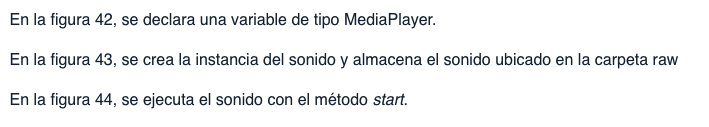 En la figura 42, se declara una variable de tipo MediaPlayer.
En la figura 43, se crea la instancia del sonido y almacena el sonido ubicado en la carpeta raw
En la figura 44, se ejecuta el sonido con el método start.